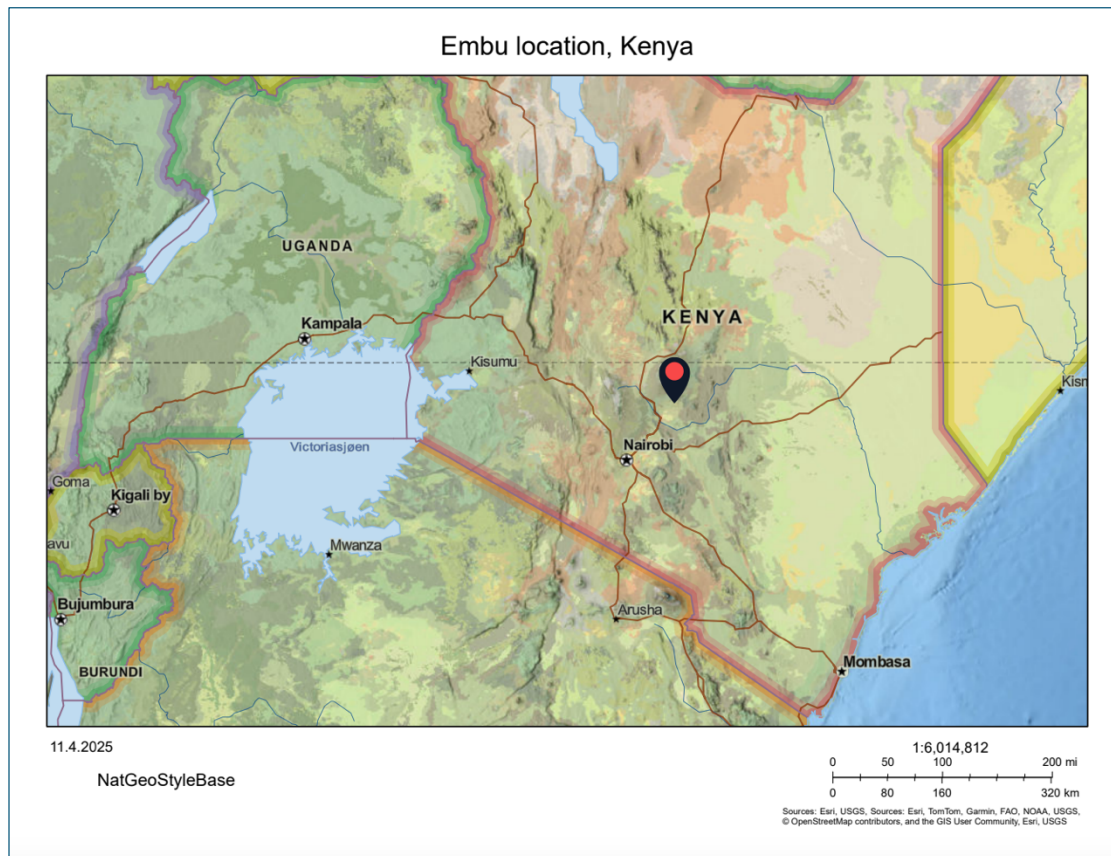 Embu location, Kenya
UGANDA
Kampala
KENYA
Kisumu
Kism
Victoriasjøen
Nairobi
Goma
Kigali by
avu
Mwanza
Bujumbura
Arusha
BURUNDI
Mombasa
11.4.2025
1:6,014,812
0 50 100 200 mi
0 80 160 320 km
NatGeoStyleBase
Sources: Esri, USGS, Sources: Esri, TomTom, Garmin, FAO, NOAA, USGS,
© OpenStreetMap contributors, and the GIS User Community, Esri, USGS